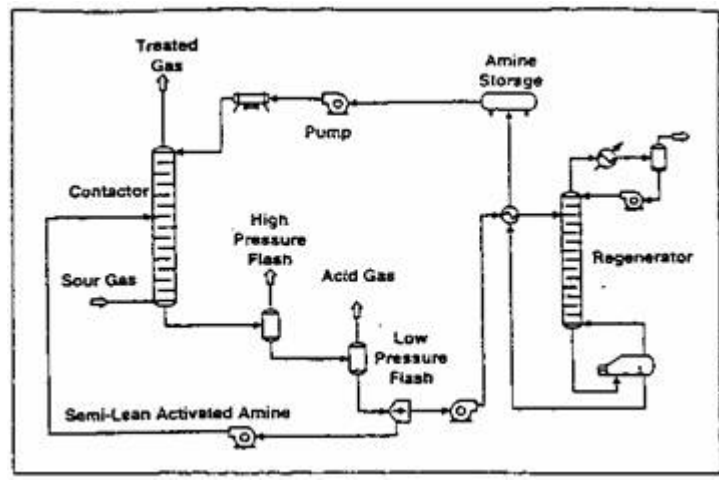 Treated
Gas
Amine
Storage
Pump
Contactor
High
Pressure
Flash
Regenerator
Sour Gas
Acid Gas
Low
Pressure
Flash
Semi-Lean Activated Amine